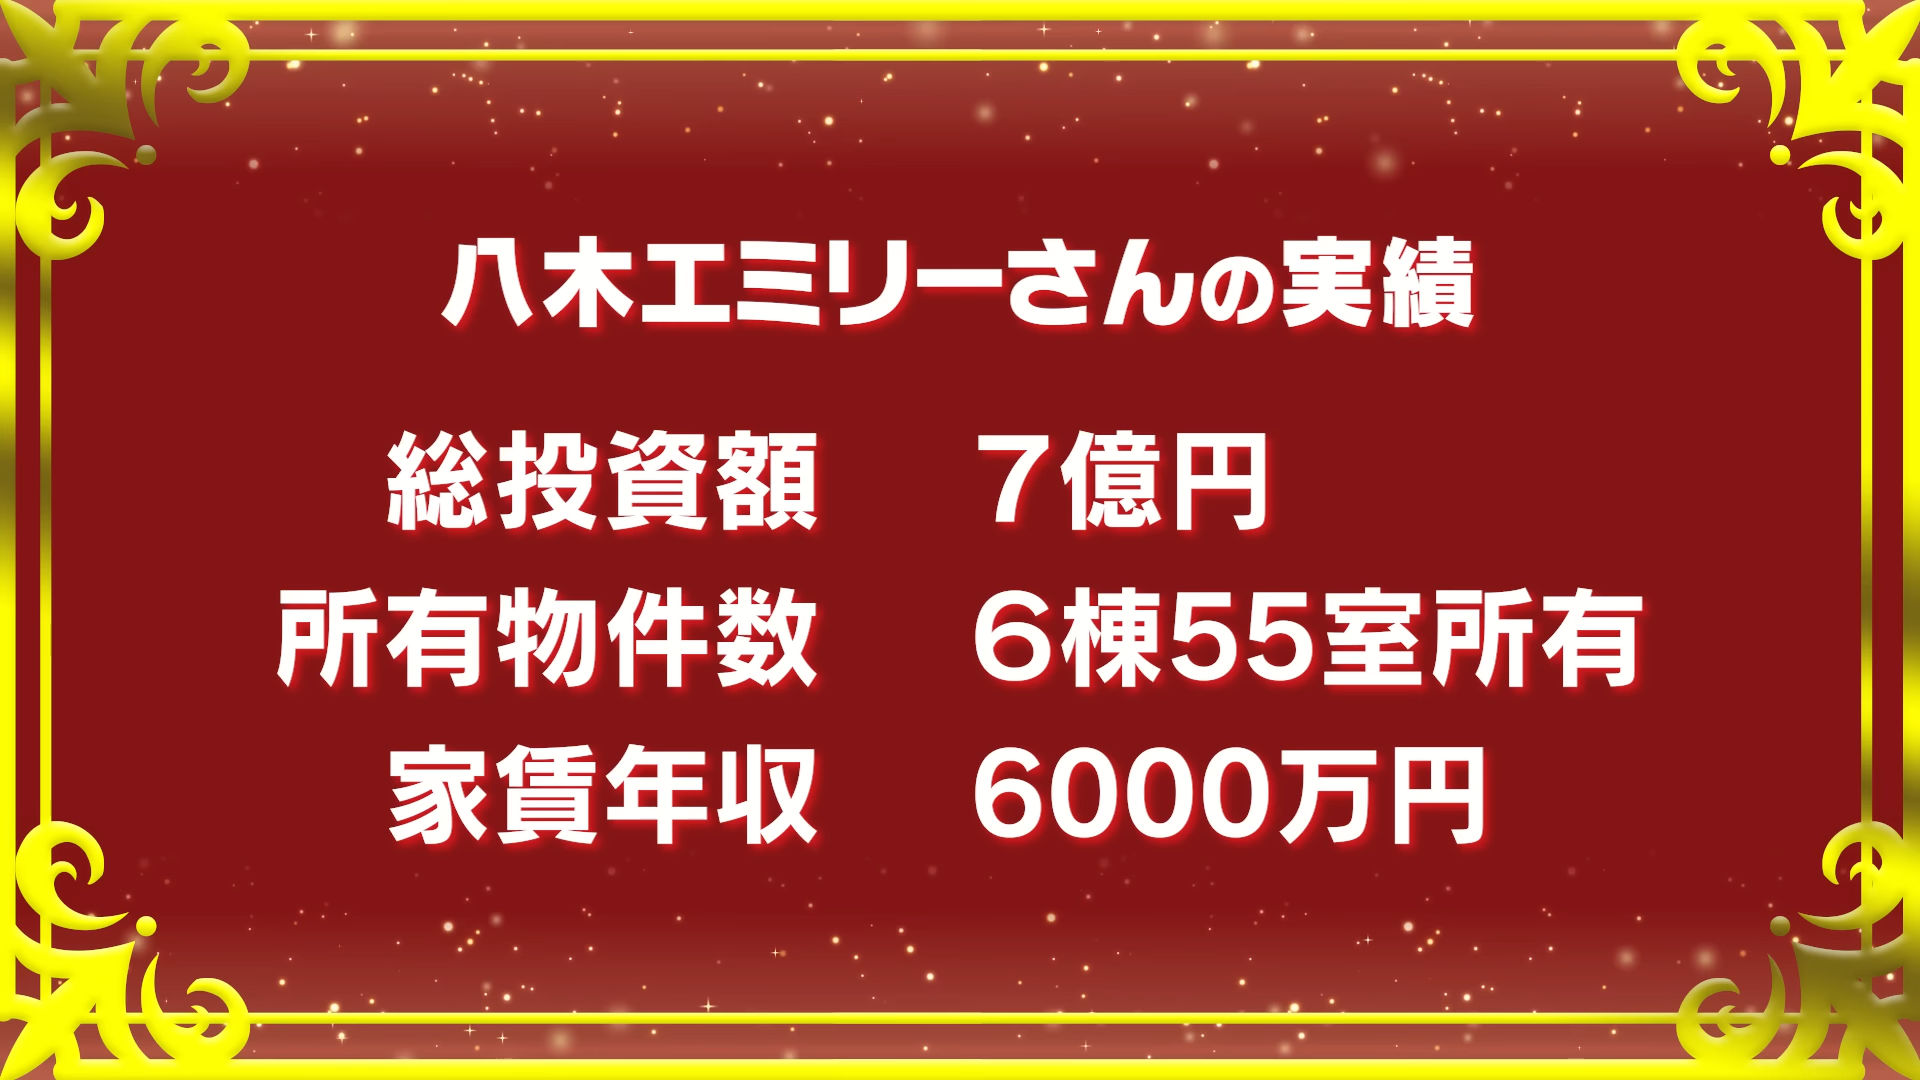 八木エミリーさんの実績
総投資額 7億円
所有物件数 6棟55室所有
家賃年収 6000万円